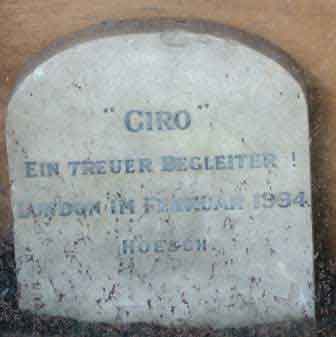 "GIRO"
EIN TREUER BEGLEITER!
LONDON IM FEBRUAR 1934.
HOESCH.